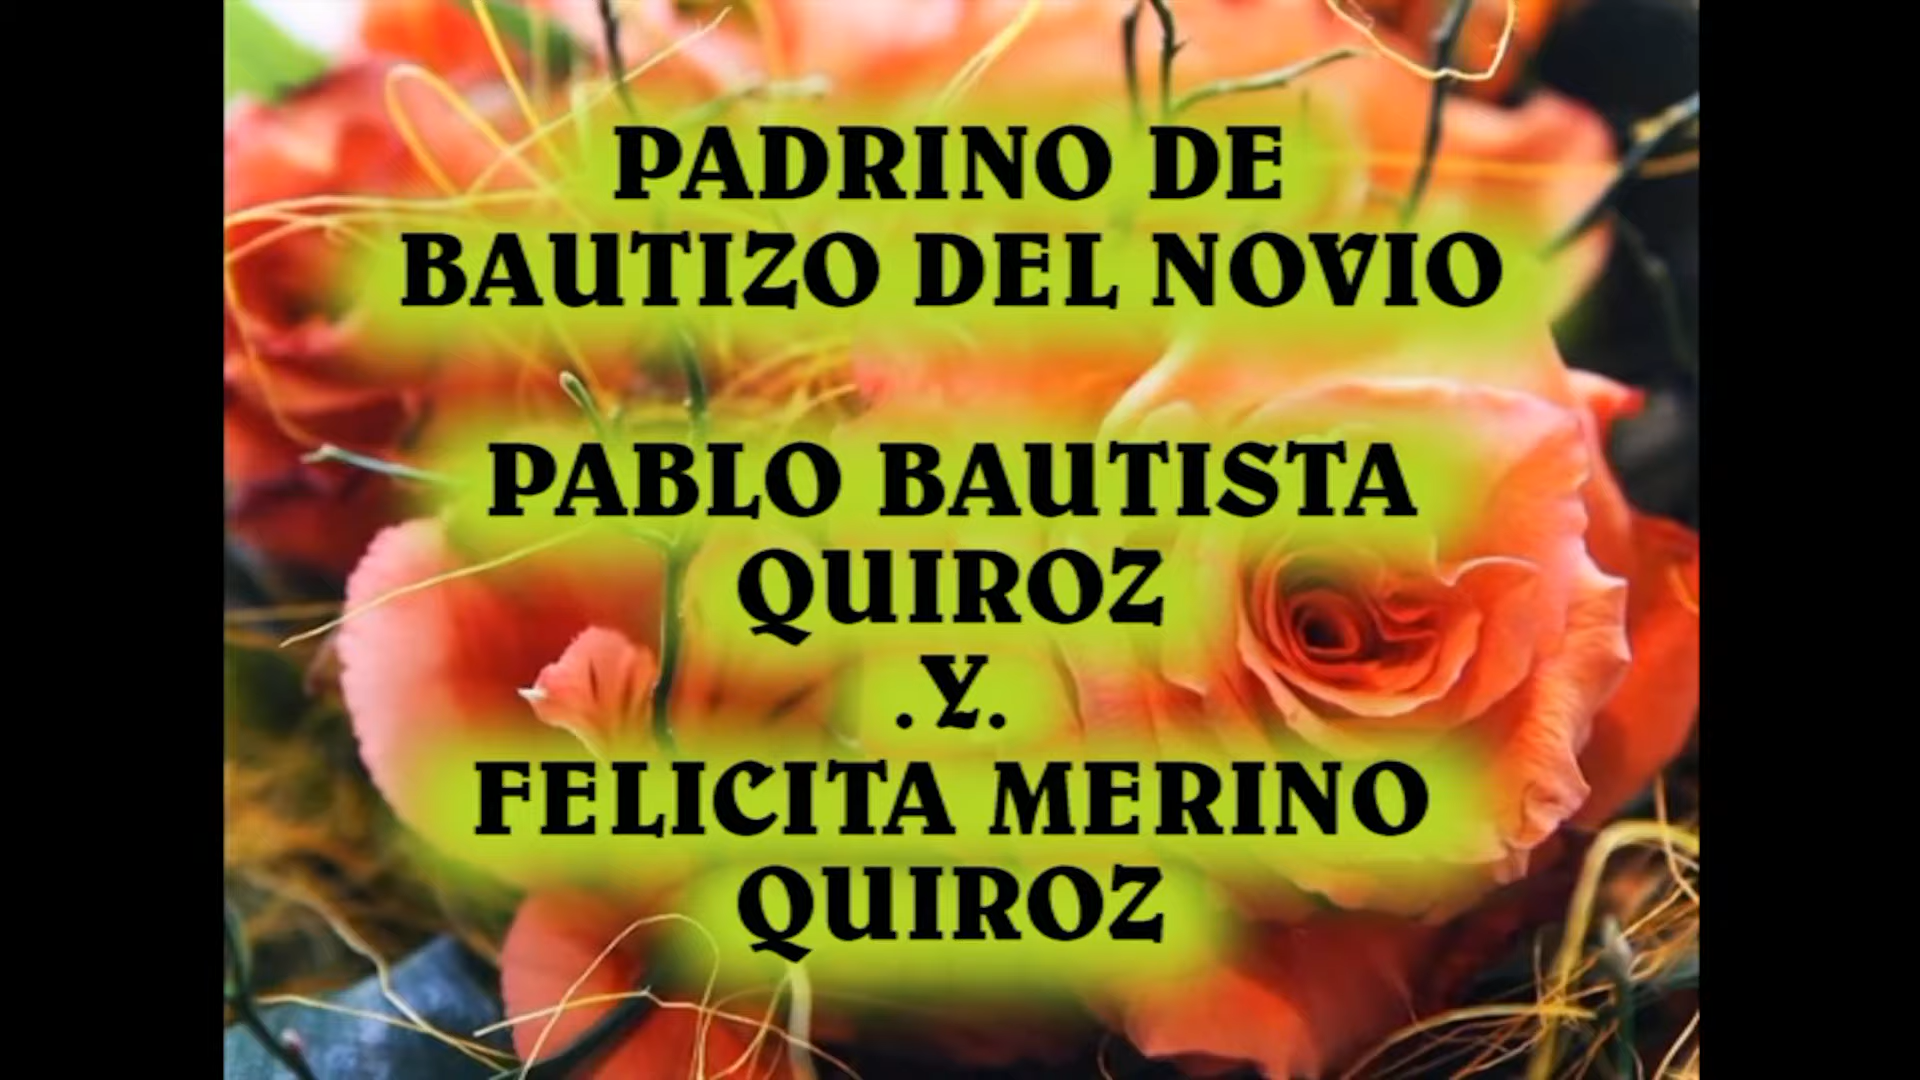 PADRINO DE
BAUTIZO DEL NOVIO
PABLO BAUTISTA
QUIROZ
.Y.
FELICITA MERINO
QUIROZ